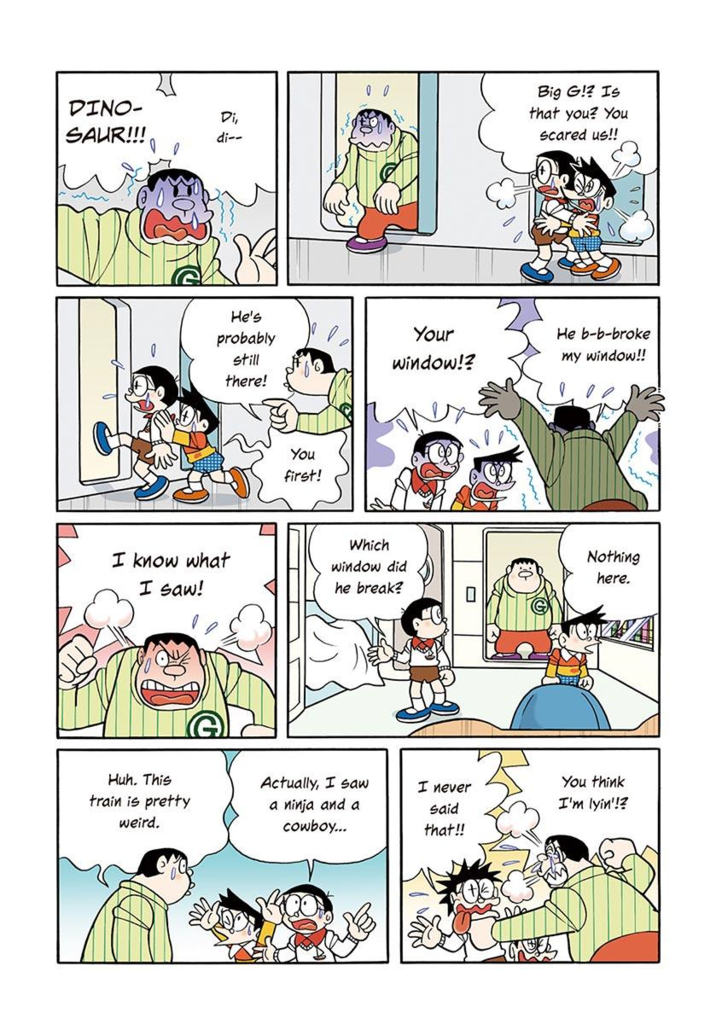 Big G!? Is
that you? You
scared us!!
G
Di,
di--
DINO-
SAUR!!!
G
He b-b-broke
my window!!
Your
window!?
He's
probably
still
there!
You
first!
Nothing
here.
Which
window did
he break?
G
I know what
I saw!
G
You think
I'm lyin'!?
I never
said
that!!
Actually, I saw
a ninja and a
cowboy...
Huh. This
train is pretty
weird.